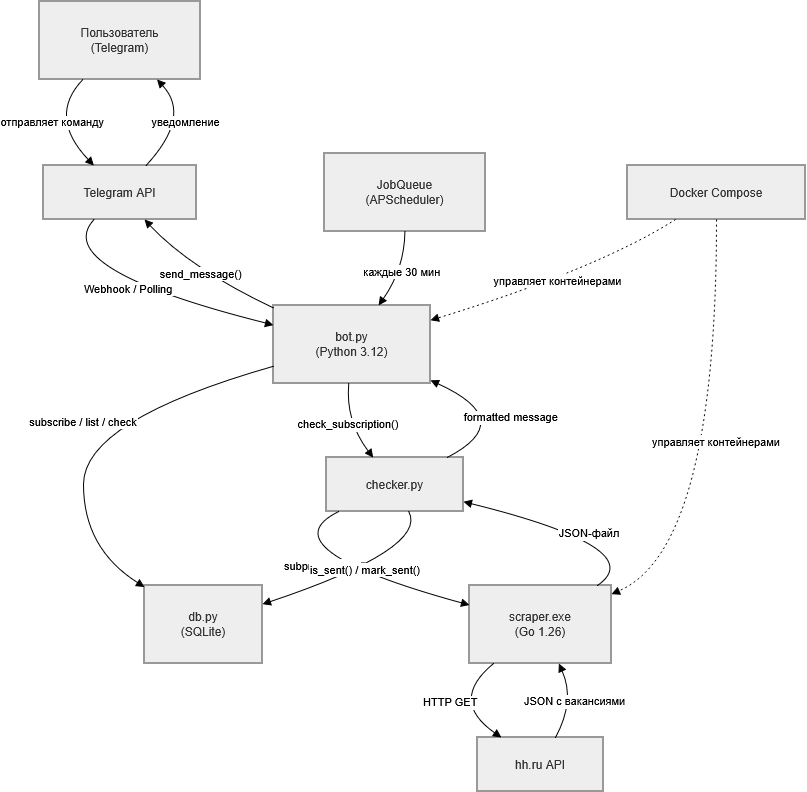 Пользователь
(Telegram)
отправляет команду
уведомление
Telegram API
JobQueue
(APScheduler)
Docker Compose
send_message()
каждые 30 мин
управляет контейнерами
Webhook / Polling
bot.py
(Python 3.12)
subscribe / list / check
check_subscription()
formatted message
управляет контейнерами
checker.py
JSON-файл
is_sent() / mark_sent()
db.py
(SQLite)
scraper.exe
(Go 1.26)
HTTP GET
JSON с вакансиями
hh.ru API